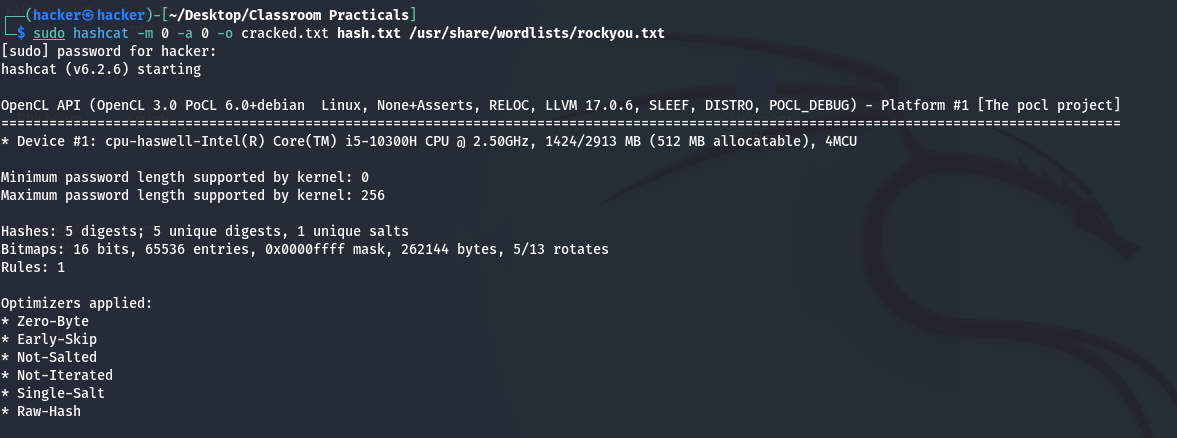 ┌──(hacker㉿hacker)-[~/Desktop/Classroom Practicals]
└─$ sudo hashcat -m 0 -a 0 -o cracked.txt hash.txt /usr/share/wordlists/rockyou.txt
[sudo] password for hacker:
hashcat (v6.2.6) starting
OpenCL API (OpenCL 3.0 PoCL 6.0+debian  Linux, None+Asserts, RELOC, LLVM 17.0.6, SLEEF, DISTRO, POCL_DEBUG) - Platform #1 [The pocl project]
============================================================================================================================================
* Device #1: cpu-haswell-Intel(R) Core(TM) i5-10300H CPU @ 2.50GHz, 1424/2913 MB (512 MB allocatable), 4MCU
Minimum password length supported by kernel: 0
Maximum password length supported by kernel: 256
Hashes: 5 digests; 5 unique digests, 1 unique salts
Bitmaps: 16 bits, 65536 entries, 0x0000ffff mask, 262144 bytes, 5/13 rotates
Rules: 1
Optimizers applied:
* Zero-Byte
* Early-Skip
* Not-Salted
* Not-Iterated
* Single-Salt
* Raw-Hash